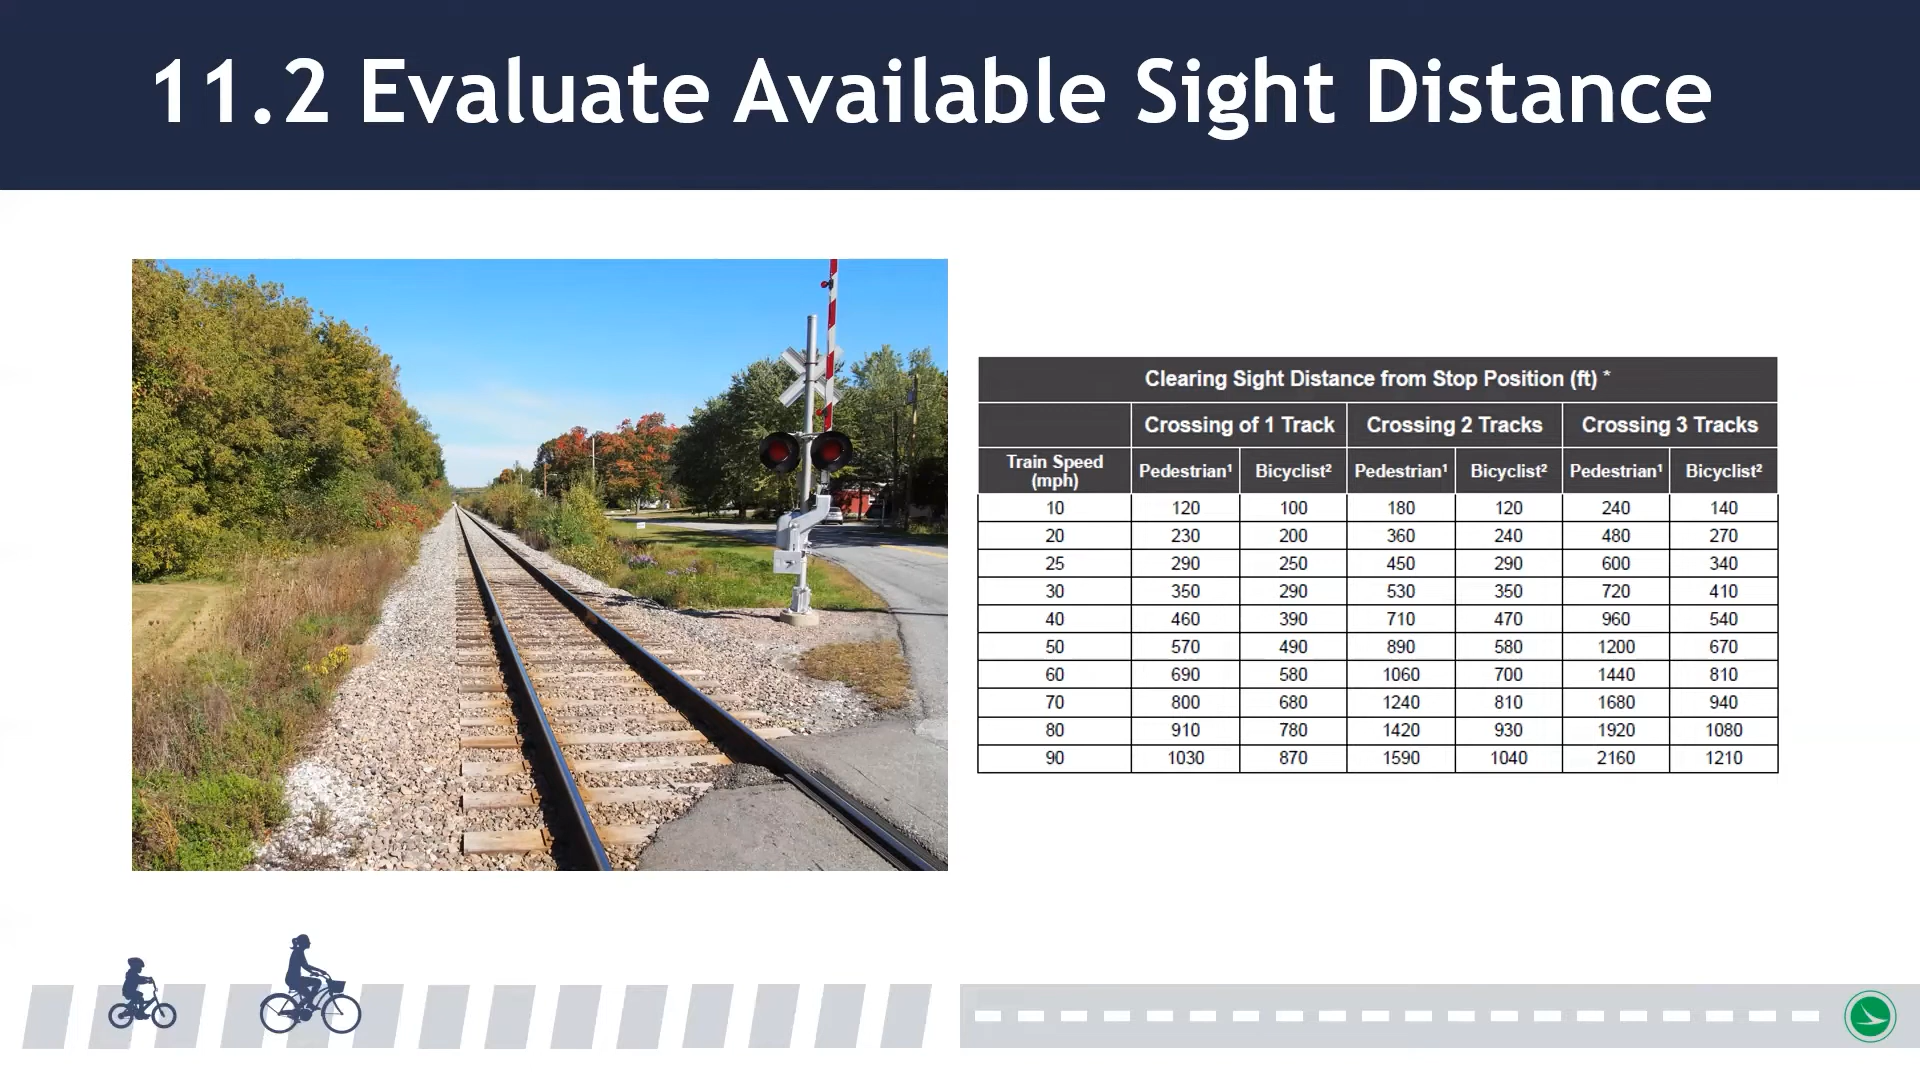 11.2 Evaluate Available Sight Distance
Clearing Sight Distance from Stop Position (ft) *
Crossing of 1 Track Crossing 2 Tracks Crossing 3 Tracks
Train Speed (mph) Pedestrian¹ Bicyclist² Pedestrian¹ Bicyclist² Pedestrian¹ Bicyclist²
10 120 100 180 120 240 140
20 230 200 360 240 480 270
25 290 250 450 290 600 340
30 350 290 530 350 720 410
40 460 390 710 470 960 540
50 570 490 890 580 1200 670
60 690 580 1060 700 1440 810
70 800 680 1240 810 1680 940
80 910 780 1420 930 1920 1080
90 1030 870 1590 1040 2160 1210